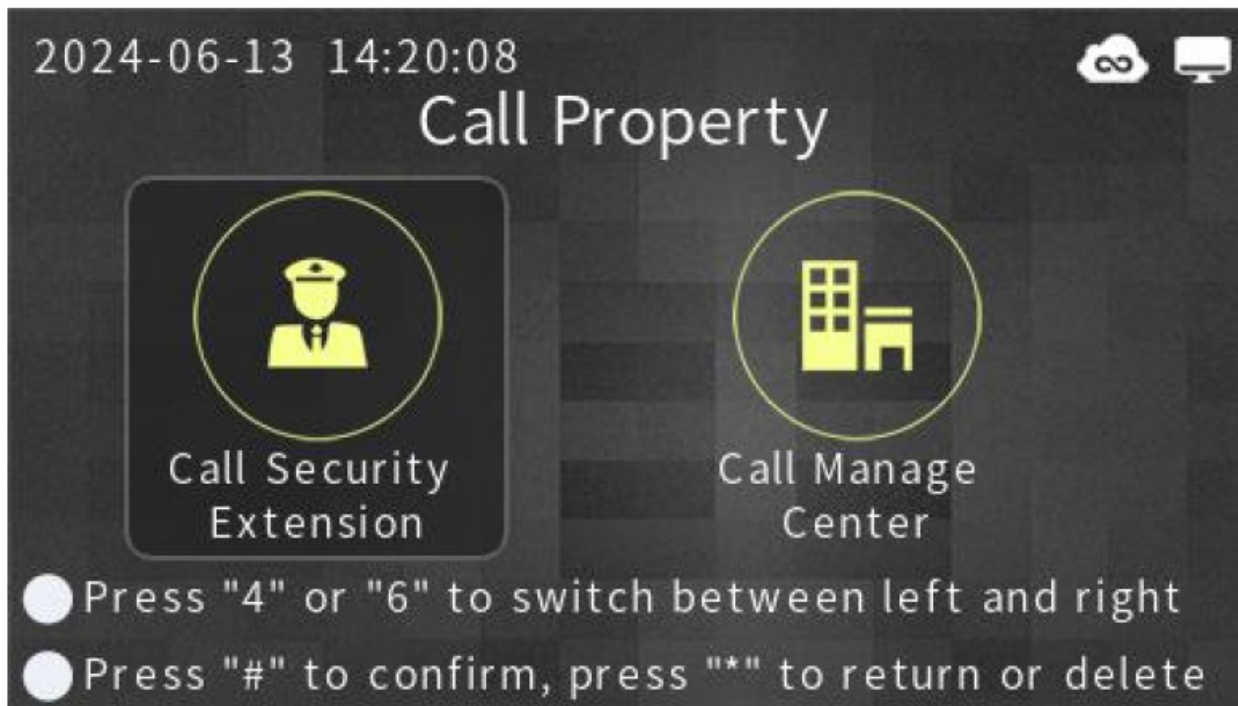 2024-06-13 14:20:08
Call Property
Call Security
Extension
Call Manage
Center
Press "4" or "6" to switch between left and right
Press "#" to confirm, press "*" to return or delete